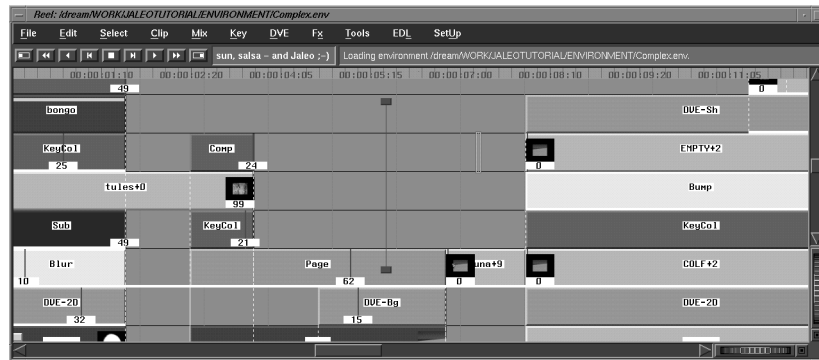 Reel: /dream/WORK/JALEOTUTORIAL/ENVIRONMENT/Complex.env
File Edit Select Clip Mix Key DVE Fx Tools EDL SetUp
sun, salsa – and Jaleo ;-) Loading environment /dream/WORK/JALEOTUTORIAL/ENVIRONMENT/Complex.env.
00:00:01:10 00:00:02:20 00:00:04:05 00:00:05:15 00:00:07:00 00:00:08:10 00:00:09:20 00:00:11:05
49 0
bongo DVE-Sh
KeyCol Comp EMPTY+2
25 24 0
tules+0 Bump
99
Sub KeyCol KeyCol
49 21
Blur Page una+9 COLF+2
10 62 0 0
DVE-2D DVE-Bg DVE-2D
32 15